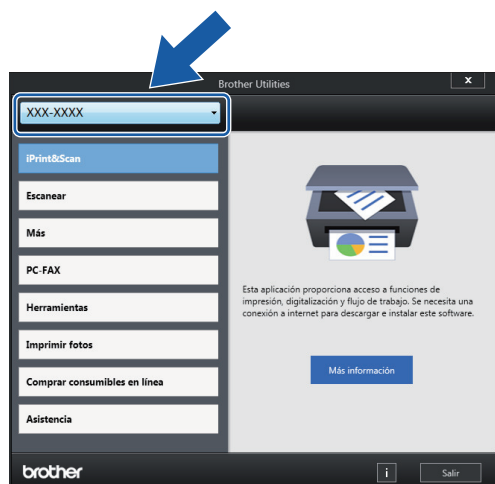 Brother Utilities
x
XXX-XXXX
iPrint&Scan
Escanear
Más
PC-FAX
Herramientas
Imprimir fotos
Comprar consumibles en línea
Asistencia
Esta aplicación proporciona acceso a funciones de
impresión, digitalización y flujo de trabajo. Se necesita una
conexión a internet para descargar e instalar este software.
Más información
brother
i
Salir